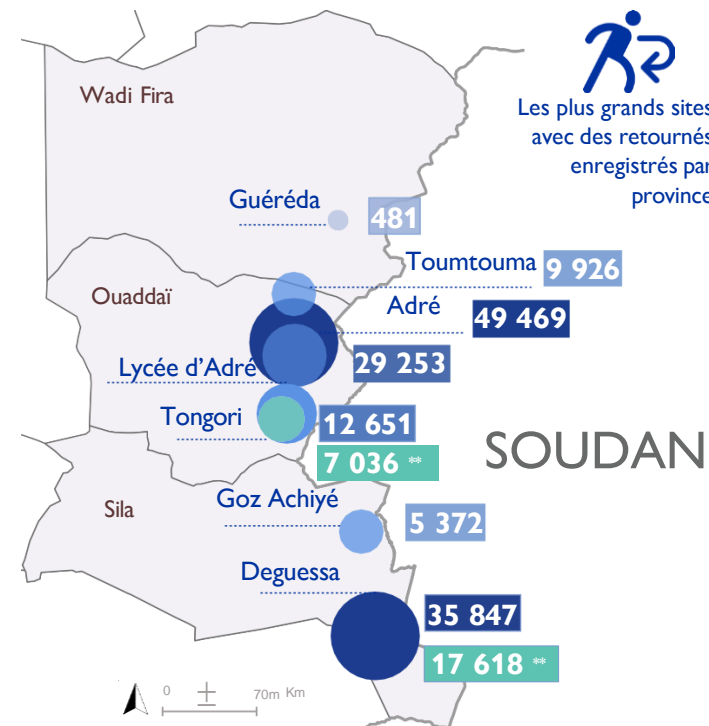 Les plus grands sites
avec des retournés
enregistrés par
province
Wadi Fira
Guéréda
481
Toumtouma
9 926
Ouaddaï
Adré
49 469
Lycée d'Adré
29 253
Tongori
12 651
7 036 **
SOUDAN
Sila
Goz Achiyé
5 372
Deguessa
35 847
17 618 **
0 70m Km